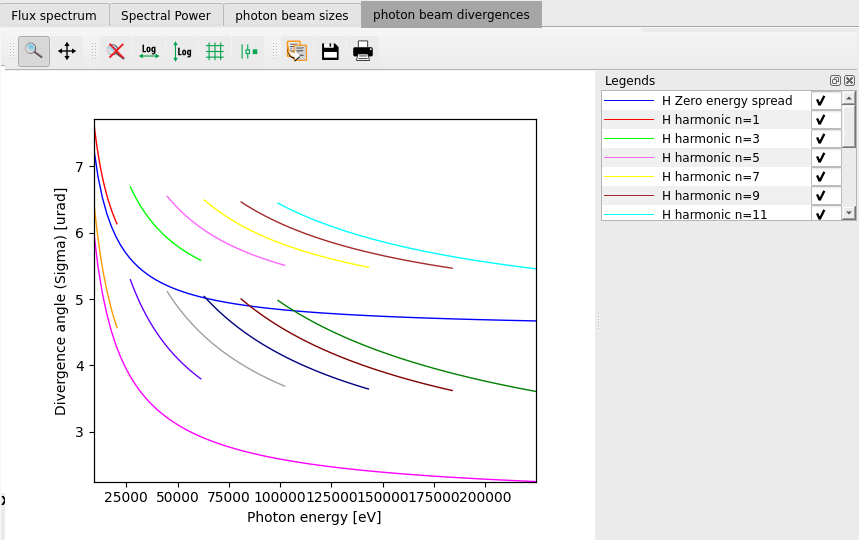 Flux spectrum
Spectral Power
photon beam sizes
photon beam divergences
Log
Log
Legends
H Zero energy spread
H harmonic n=1
H harmonic n=3
H harmonic n=5
H harmonic n=7
H harmonic n=9
H harmonic n=11
7
6
5
4
3
Divergence angle (Sigma) [urad]
25000 50000 75000 100000 125000 150000 175000 200000
Photon energy [eV]